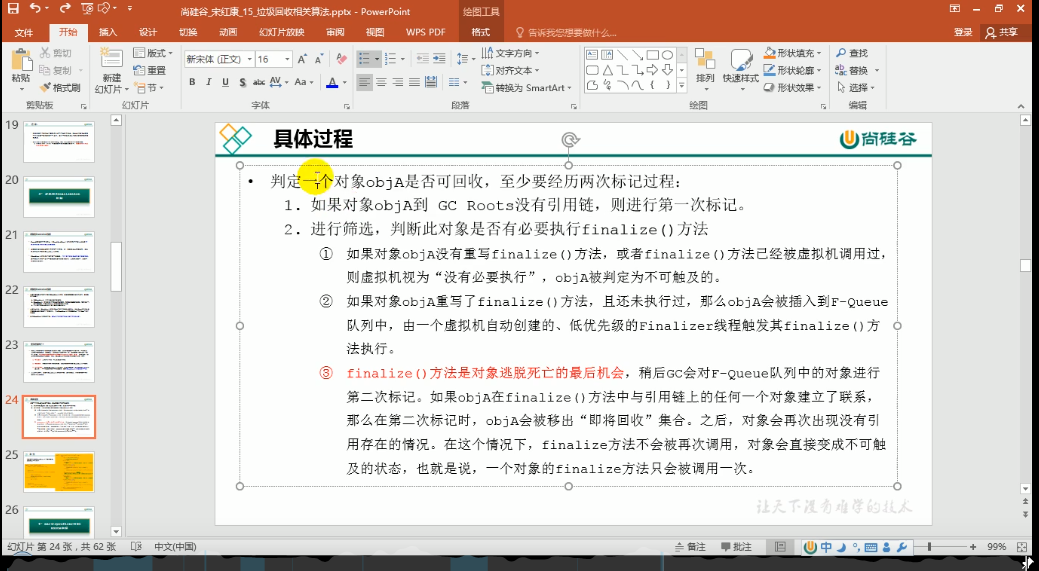 尚硅谷_宋红康_15_垃圾回收相关算法.pptx - PowerPoint
绘图工具
文件 开始 插入 设计 切换 动画 幻灯片放映 审阅 视图 WPS PDF 格式 告诉我您想要做什么... 登录 共享
粘贴 剪切 复制 格式刷 剪贴板
新建幻灯片 版式 重置 节 幻灯片
新宋体 (正文) 16 字体
文字方向 对齐文本 转换为 SmartArt 段落
排列 快速样式 形状填充 形状轮廓 形状效果 绘图
查找 替换 选择 编辑
19
20
21
22
23
24
25
26
具体过程
尚硅谷
• 判定一个对象objA是否可回收，至少要经历两次标记过程：
1. 如果对象objA到 GC Roots没有引用链，则进行第一次标记。
2. 进行筛选，判断此对象是否有必要执行finalize()方法
① 如果对象objA没有重写finalize()方法，或者finalize()方法已经被虚拟机调用过，
则虚拟机视为“没有必要执行”，objA被判定为不可触及的。
② 如果对象objA重写了finalize()方法，且还未执行过，那么objA会被插入到F-Queue
队列中，由一个虚拟机自动创建的、低优先级的Finalizer线程触发其finalize()方
法执行。
③ finalize()方法是对象逃脱死亡的最后机会，稍后GC会对F-Queue队列中的对象进行
第二次标记。如果objA在finalize()方法中与引用链上的任何一个对象建立了联系，
那么在第二次标记时，objA会被移出“即将回收”集合。之后，对象会再次出现没有引
用存在的情况。在这个情况下，finalize方法不会被再次调用，对象会直接变成不可触
及的状态，也就是说，一个对象的finalize方法只会被调用一次。
让天下没有难学的技术
幻灯片 第 24 张，共 62 张 中文(中国) 备注 批注 中 99%